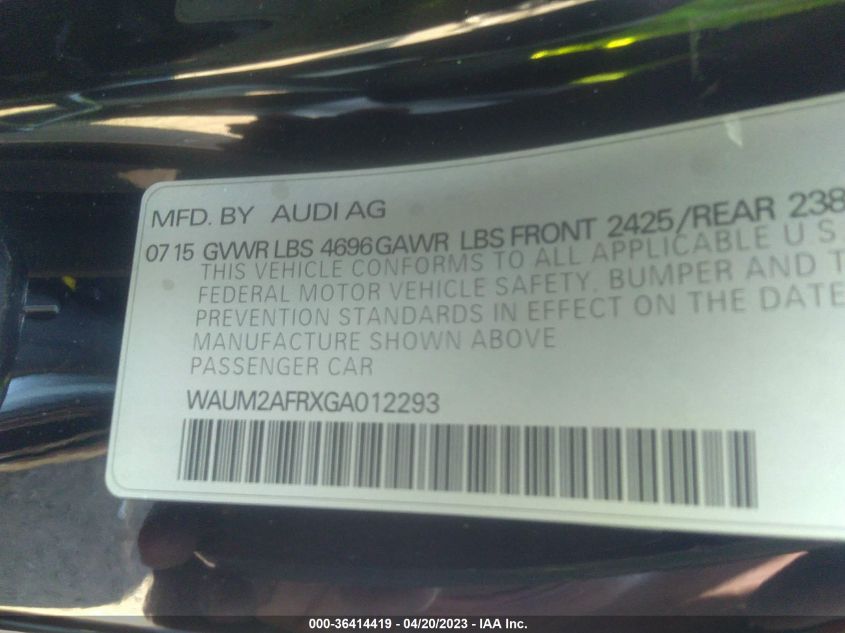 MFD. BY AUDI AG
0715 GVWR LBS 4696 GAWR LBS FRONT 2425/REAR 238
THIS VEHICLE CONFORMS TO ALL APPLICABLE U S
FEDERAL MOTOR VEHICLE SAFETY, BUMPER AND T
PREVENTION STANDARDS IN EFFECT ON THE DATE
MANUFACTURE SHOWN ABOVE
PASSENGER CAR
WAUM2AFRXGA012293
000-36414419 - 04/20/2023 - IAA Inc.